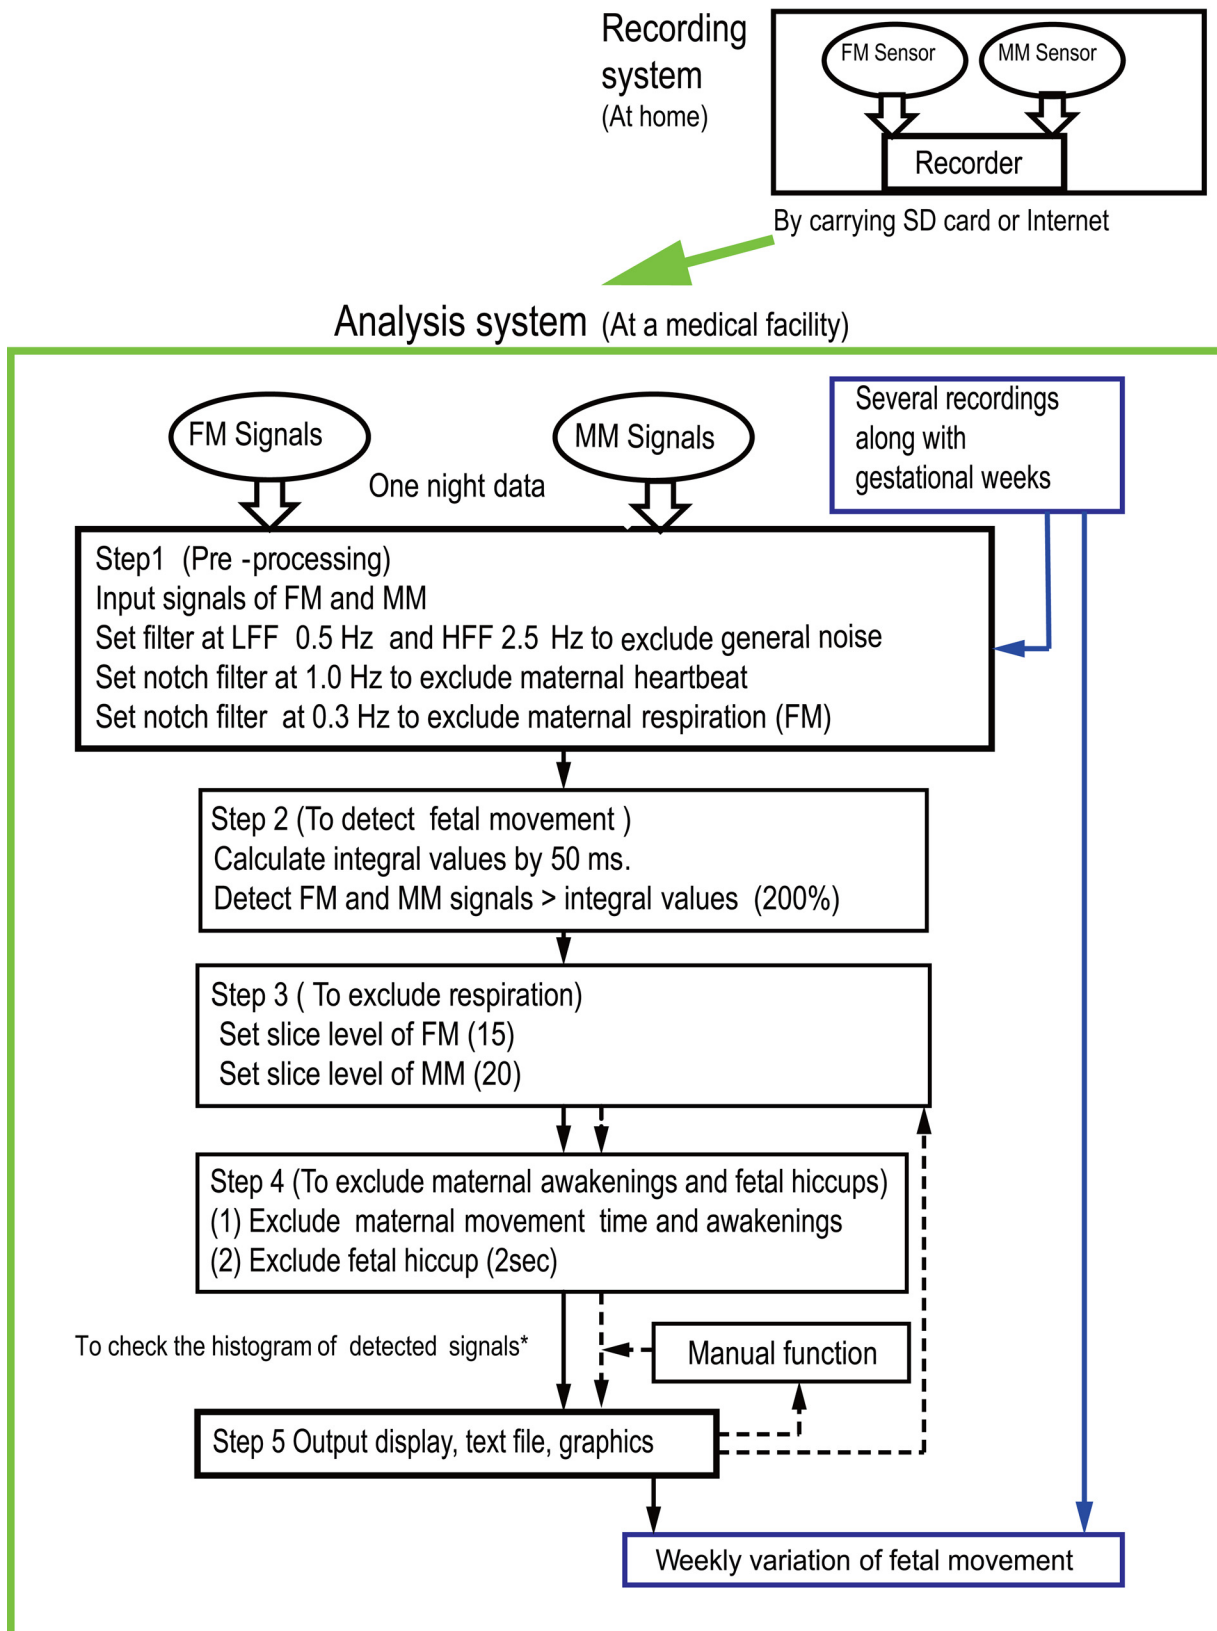 Recording
system
(At home)
FM Sensor
MM Sensor
Recorder
By carrying SD card or Internet
Analysis system (At a medical facility)
FM Signals
MM Signals
One night data
Several recordings
along with
gestational weeks
Step1 (Pre -processing)
Input signals of FM and MM
Set filter at LFF 0.5 Hz and HFF 2.5 Hz to exclude general noise
Set notch filter at 1.0 Hz to exclude maternal heartbeat
Set notch filter at 0.3 Hz to exclude maternal respiration (FM)
Step 2 (To detect fetal movement )
Calculate integral values by 50 ms.
Detect FM and MM signals > integral values (200%)
Step 3 ( To exclude respiration)
Set slice level of FM (15)
Set slice level of MM (20)
Step 4 (To exclude maternal awakenings and fetal hiccups)
(1) Exclude maternal movement time and awakenings
(2) Exclude fetal hiccup (2sec)
To check the histogram of detected signals*
Manual function
Step 5 Output display, text file, graphics
Weekly variation of fetal movement